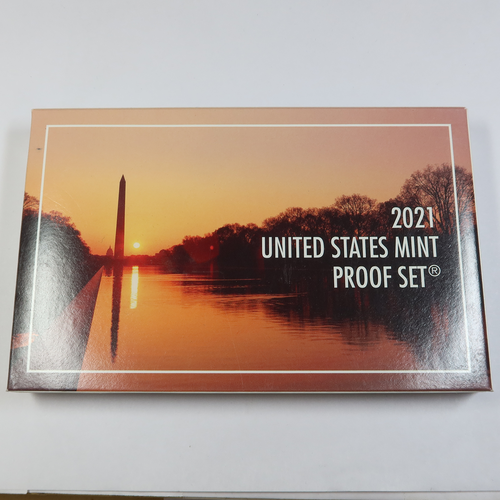 2021
UNITED STATES MINT
PROOF SET®